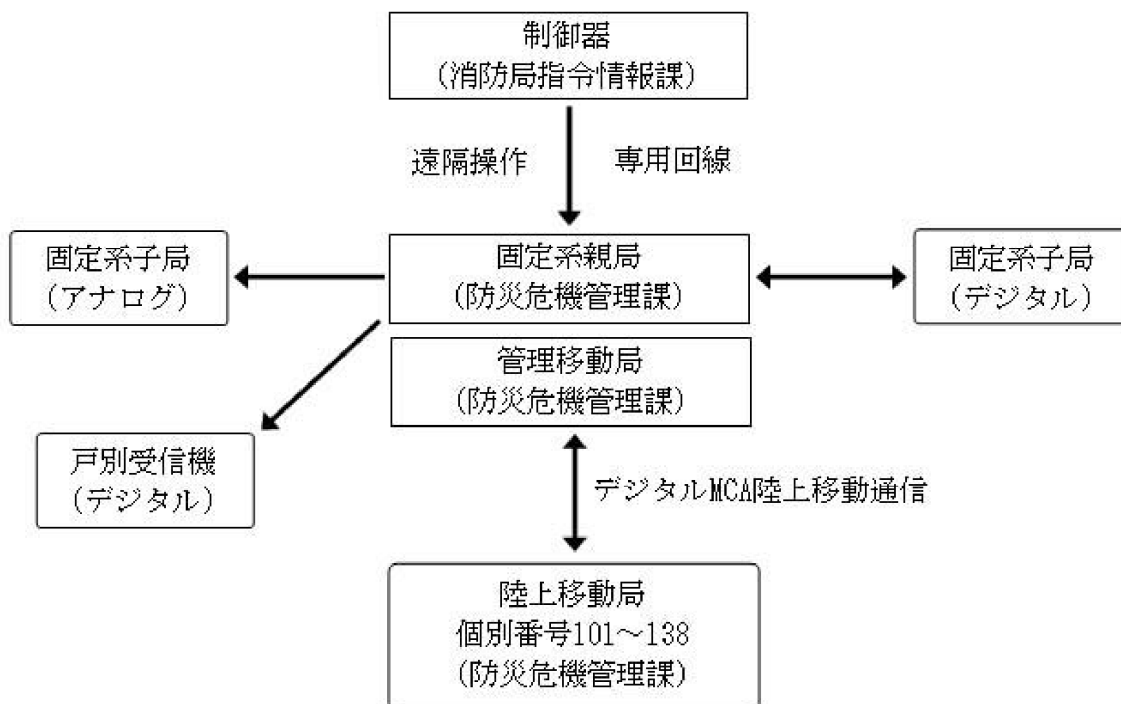 制御器
(消防局指令情報課)
遠隔操作
専用回線
固定系子局
(アナログ)
固定系親局
(防災危機管理課)
固定系子局
(デジタル)
管理移動局
(防災危機管理課)
戸別受信機
(デジタル)
デジタルMCA陸上移動通信
陸上移動局
個別番号101～138
(防災危機管理課)